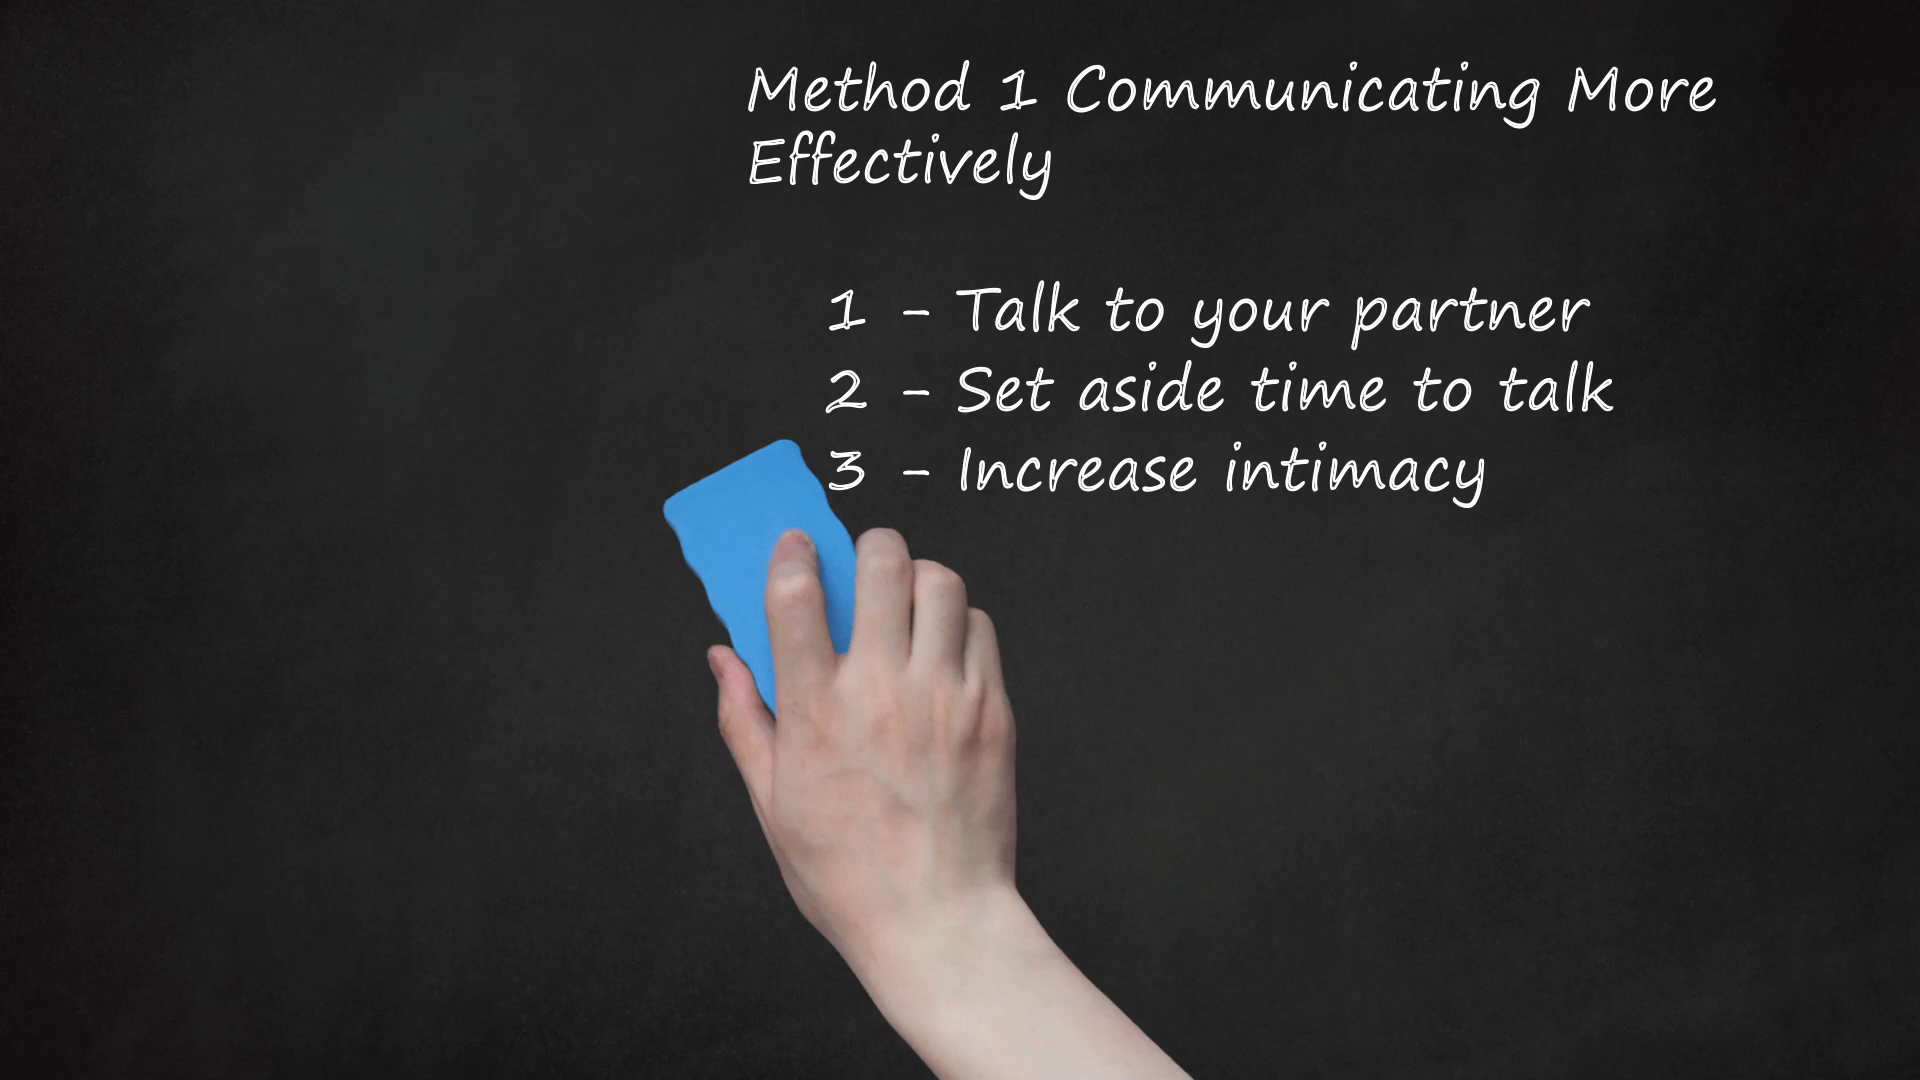 Method 1 Communicating More
Effectively
1 - Talk to your partner
2 - Set aside time to talk
3 - Increase intimacy